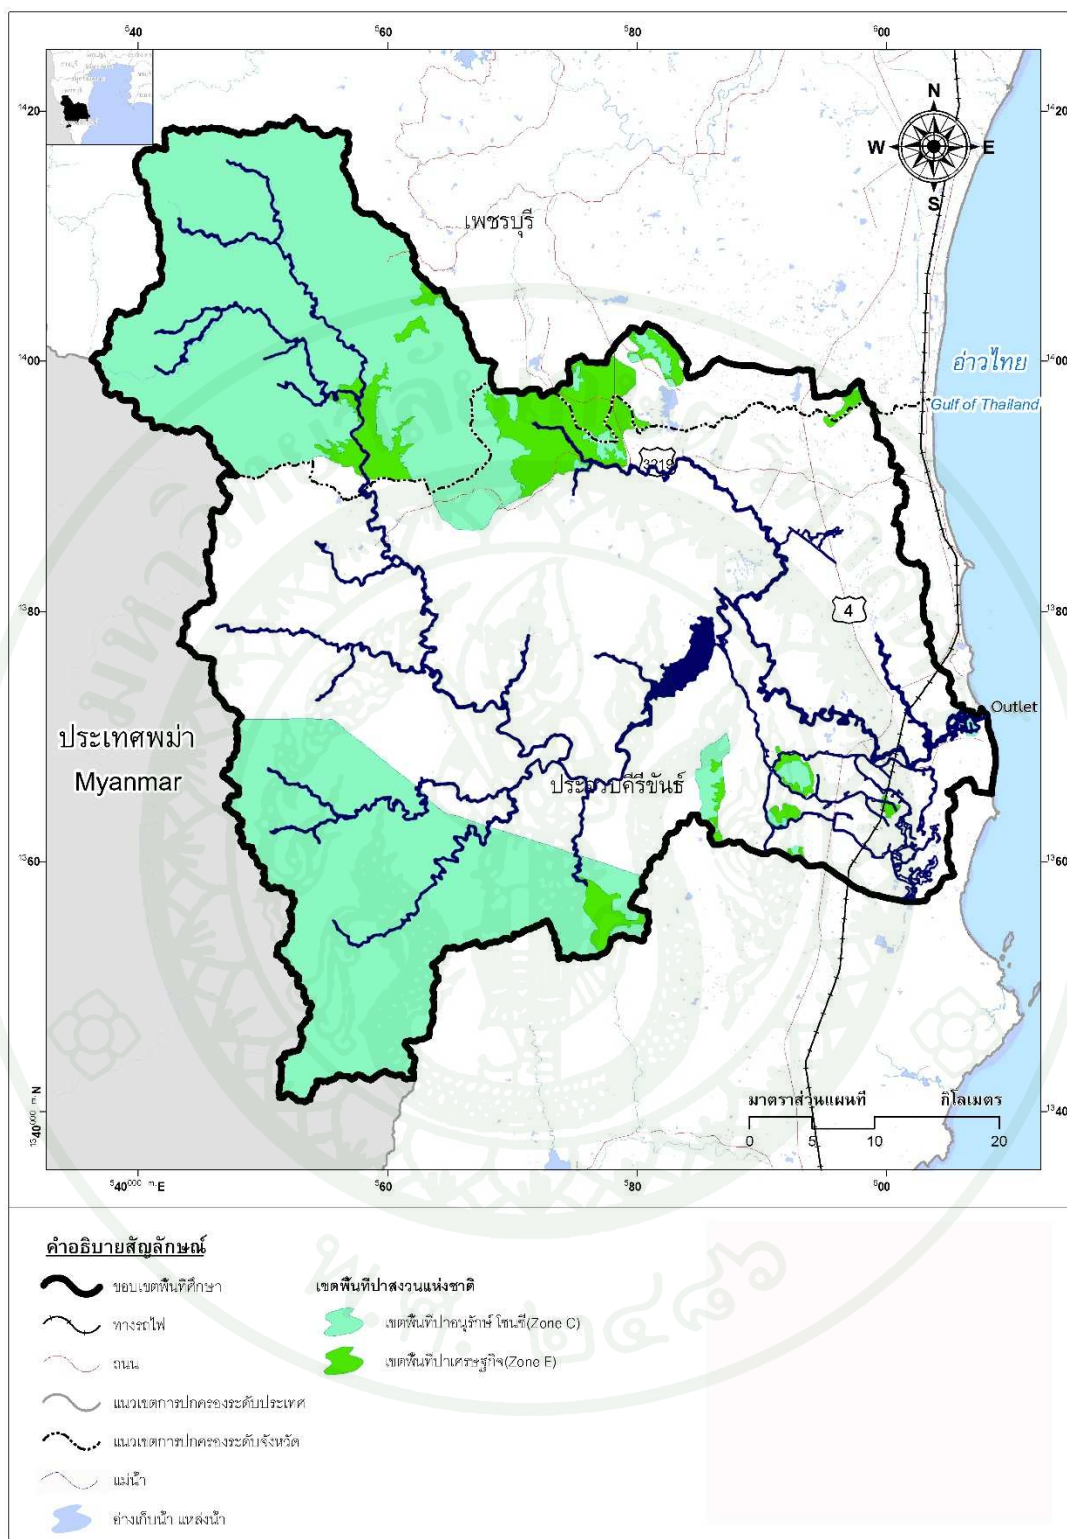 ⁵40
⁵60
⁵80
⁶00
¹⁴20
¹⁴20
N
W
E
S
เพชรบุรี
¹⁴00
¹⁴00
อ่าวไทย
Gulf of Thailand
3219
¹³80
4
¹³80
Outlet
ประเทศพม่า
Myanmar
ประจวบคีรีขันธ์
¹³60
¹³60
มาตราส่วนแผนที่
กิโลเมตร
0 5 10 20
¹³40⁰⁰⁰ ᵐ·N
¹³40
⁵40⁰⁰⁰ ᵐ·E
⁵60
⁵80
⁶00
คำอธิบายสัญลักษณ์
ขอบเขตพื้นที่ศึกษา
ทางรถไฟ
ถนน
แนวเขตการปกครองระดับประเทศ
แนวเขตการปกครองระดับจังหวัด
แม่น้ำ
อ่างเก็บน้ำ แหล่งน้ำ
เขตพื้นที่ป่าสงวนแห่งชาติ
เขตพื้นที่ป่าอนุรักษ์ โซนซี(Zone C)
เขตพื้นที่ป่าเศรษฐกิจ(Zone E)
พ.ศ. ๒๔๘๖